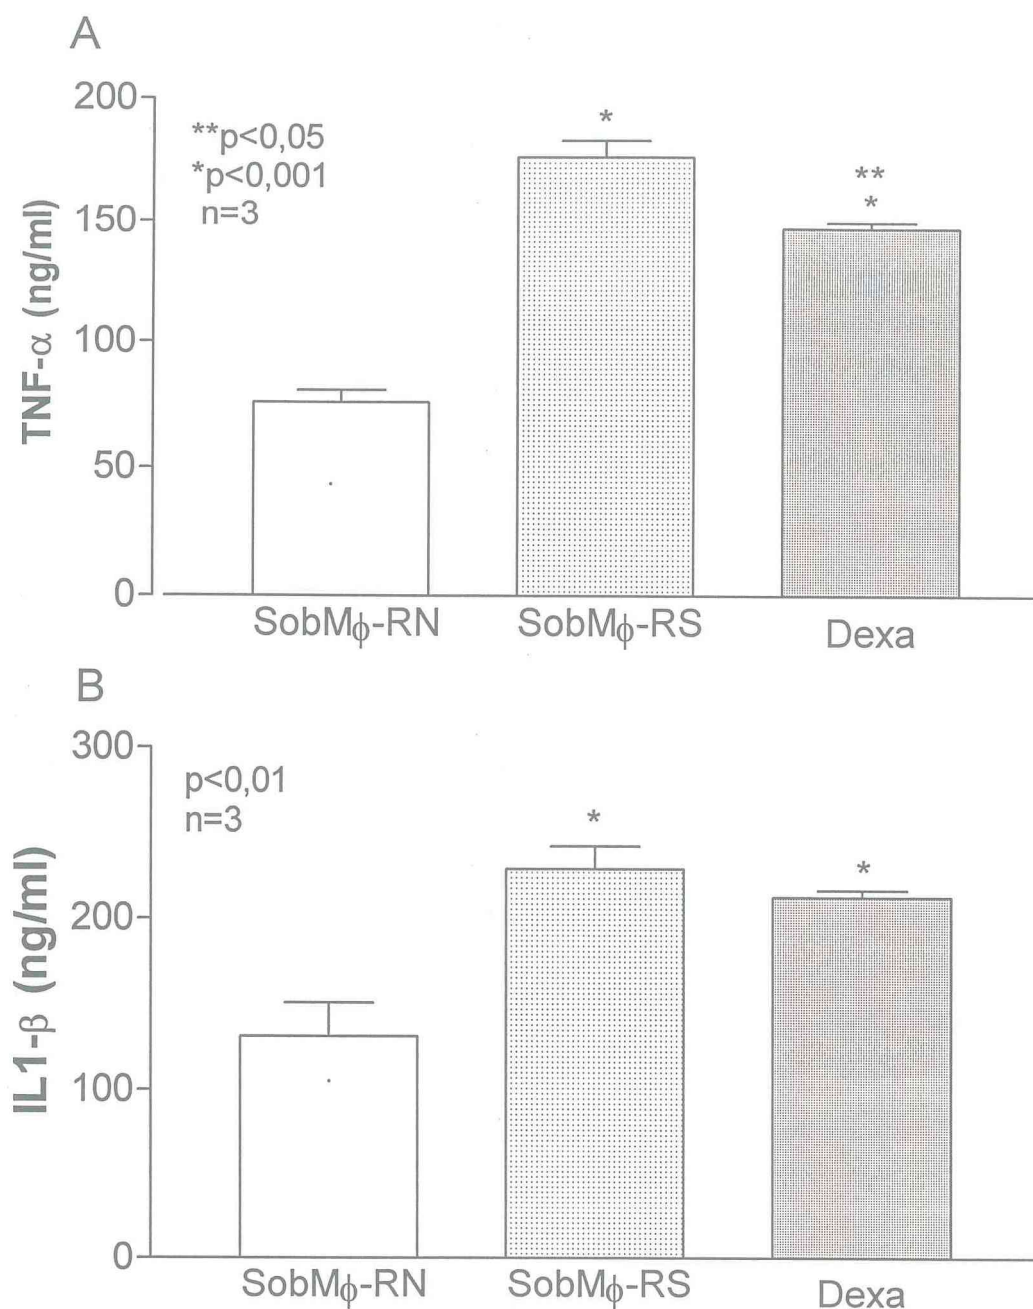 A
200
150
100
50
0
TNF-α (ng/ml)
**p<0,05
*p<0,001
n=3
*
**
*
SobMϕ-RN
SobMϕ-RS
Dexa
B
300
200
100
0
IL1-β (ng/ml)
p<0,01
n=3
*
*
SobMϕ-RN
SobMϕ-RS
Dexa